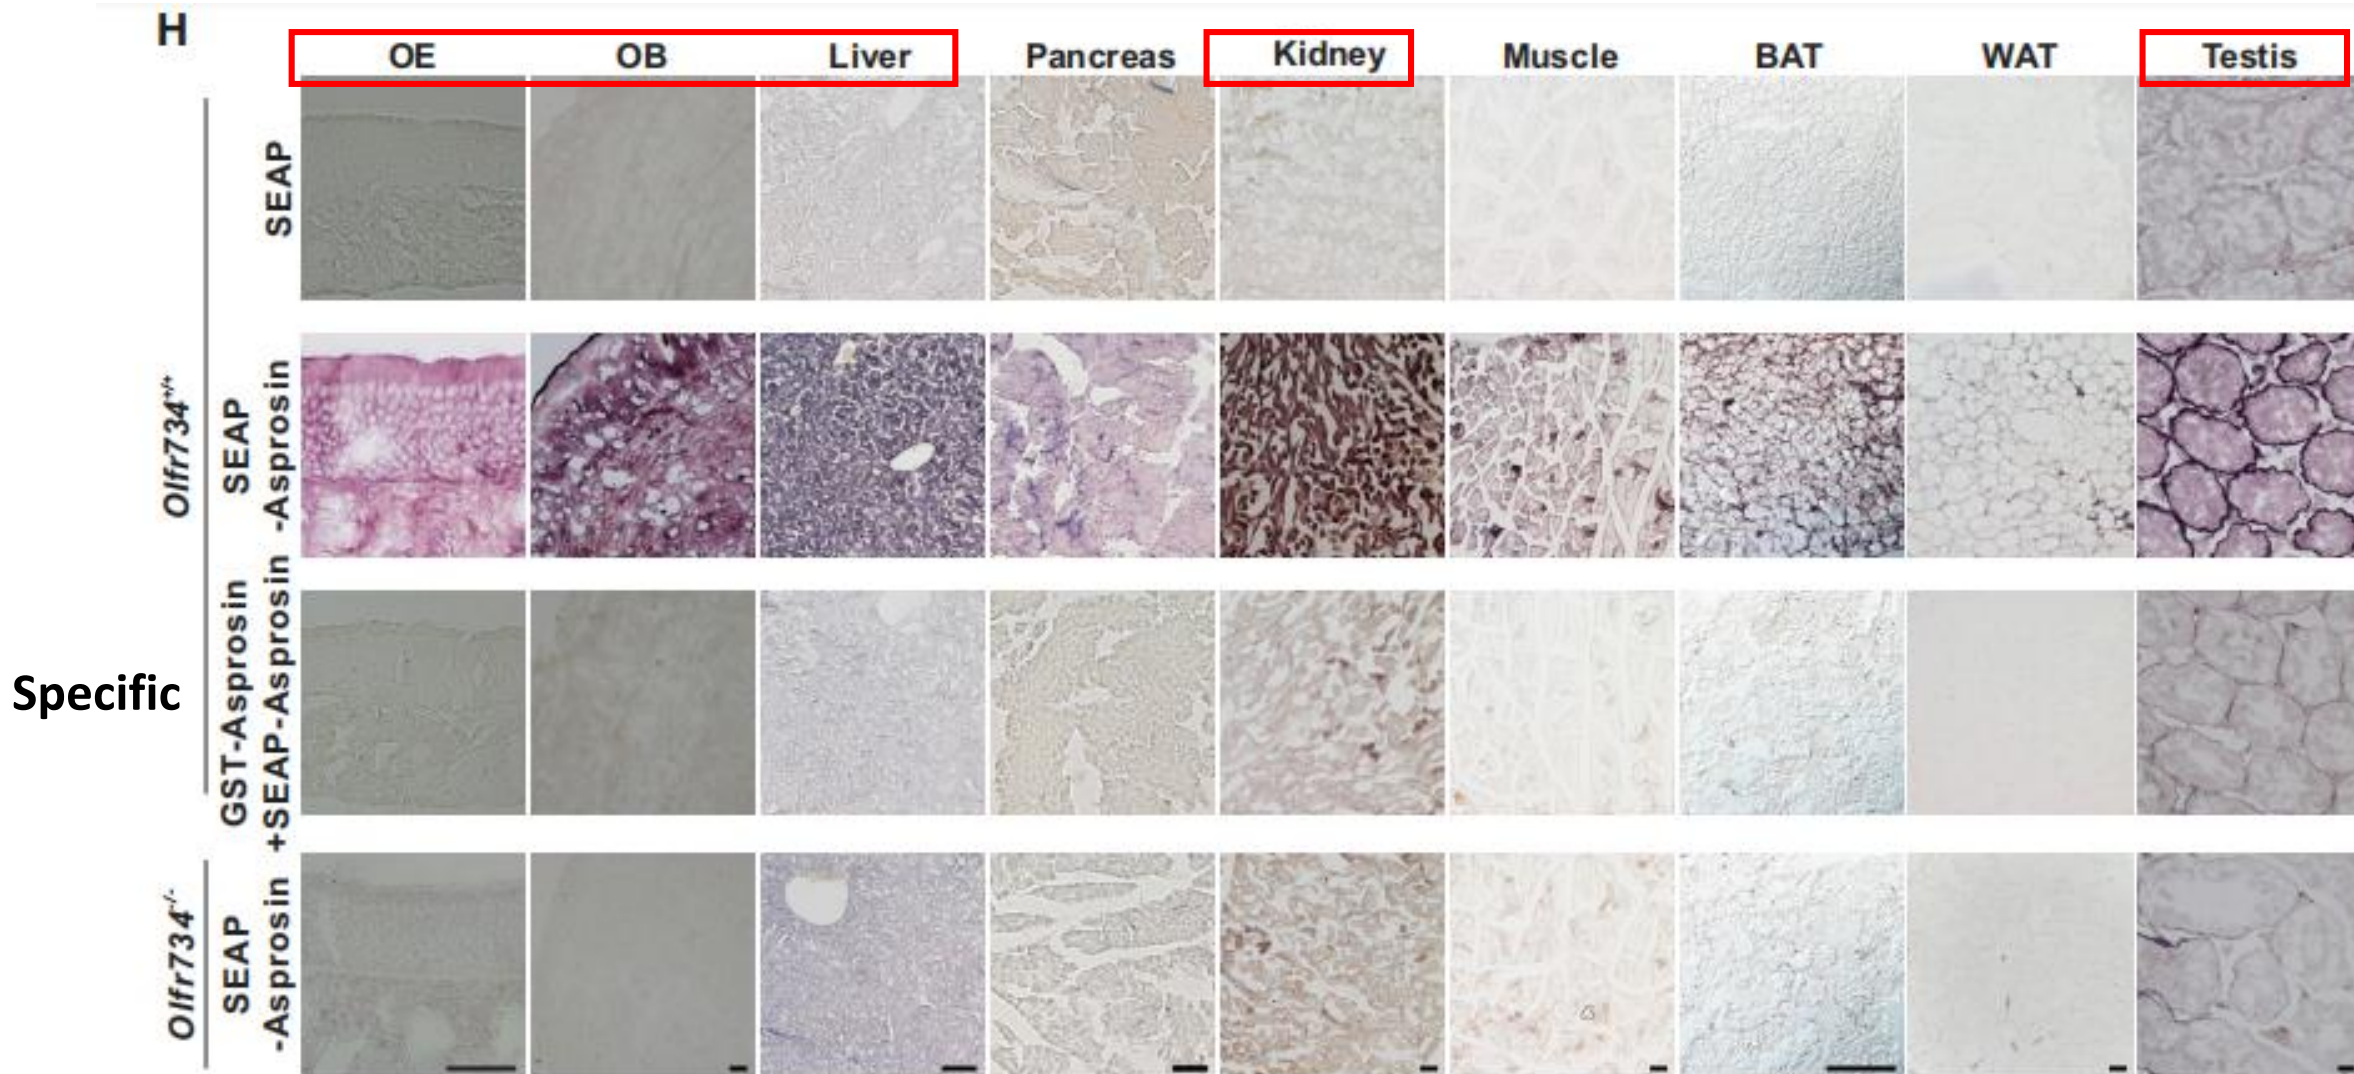 H
OE OB Liver Pancreas Kidney Muscle BAT WAT Testis
SEAP
Olfr734+/+
SEAP
-Asprosin
Specific
GST-Asprosin
+SEAP-Asprosin
Olfr734-/-
SEAP
-Asprosin